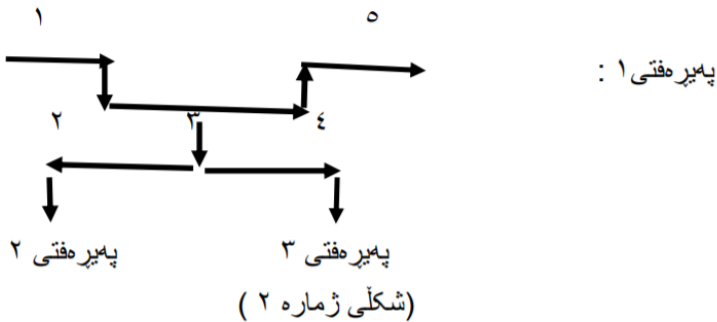 ١ ٥
پەیڕەفتی١ :
٢ ٣ ٤
پەیڕەفتی ٢ پەیڕەفتی ٣
(شکڵی ژمارە ٢ )